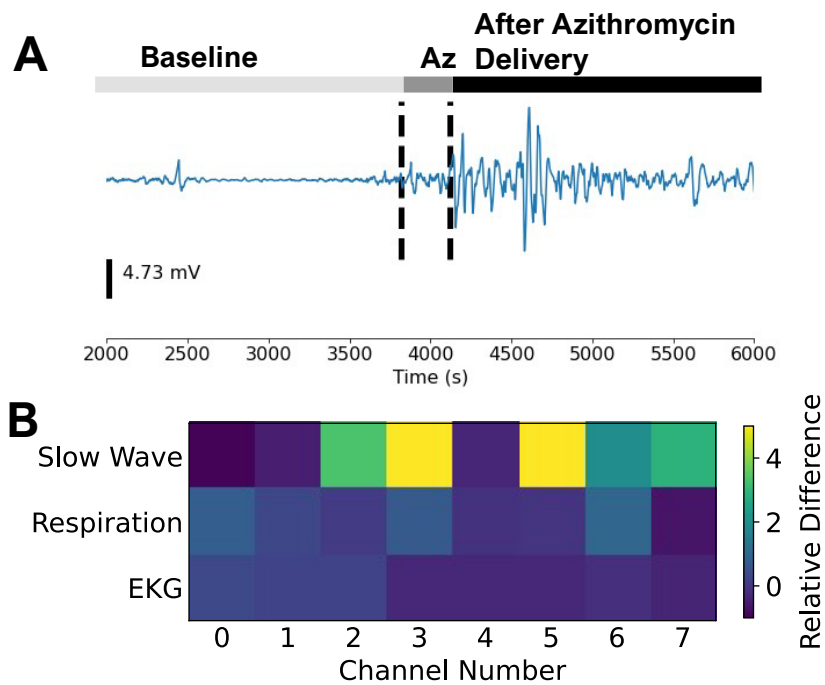 A
Baseline
Az
After Azithromycin
Delivery
4.73 mV
2000 2500 3000 3500 4000 4500 5000 5500 6000
Time (s)
B
Slow Wave
Respiration
EKG
0 1 2 3 4 5 6 7
Channel Number
4
2
0
Relative Difference